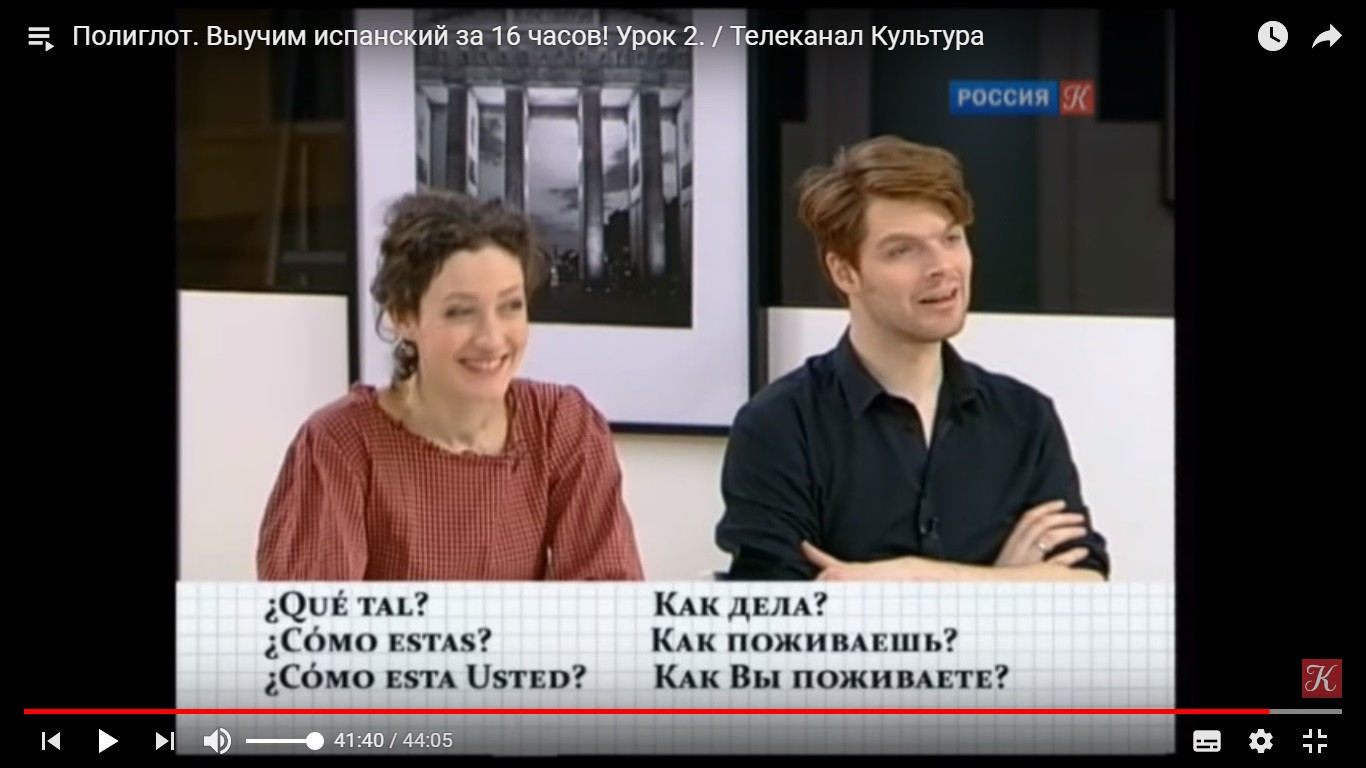 Полиглот. Выучим испанский за 16 часов! Урок 2. / Телеканал Культура
РОССИЯ К
¿Qué tal? Как дела?
¿Cómo estas? Как поживаешь?
¿Cómo esta Usted? Как Вы поживаете?
К
41:40 / 44:05